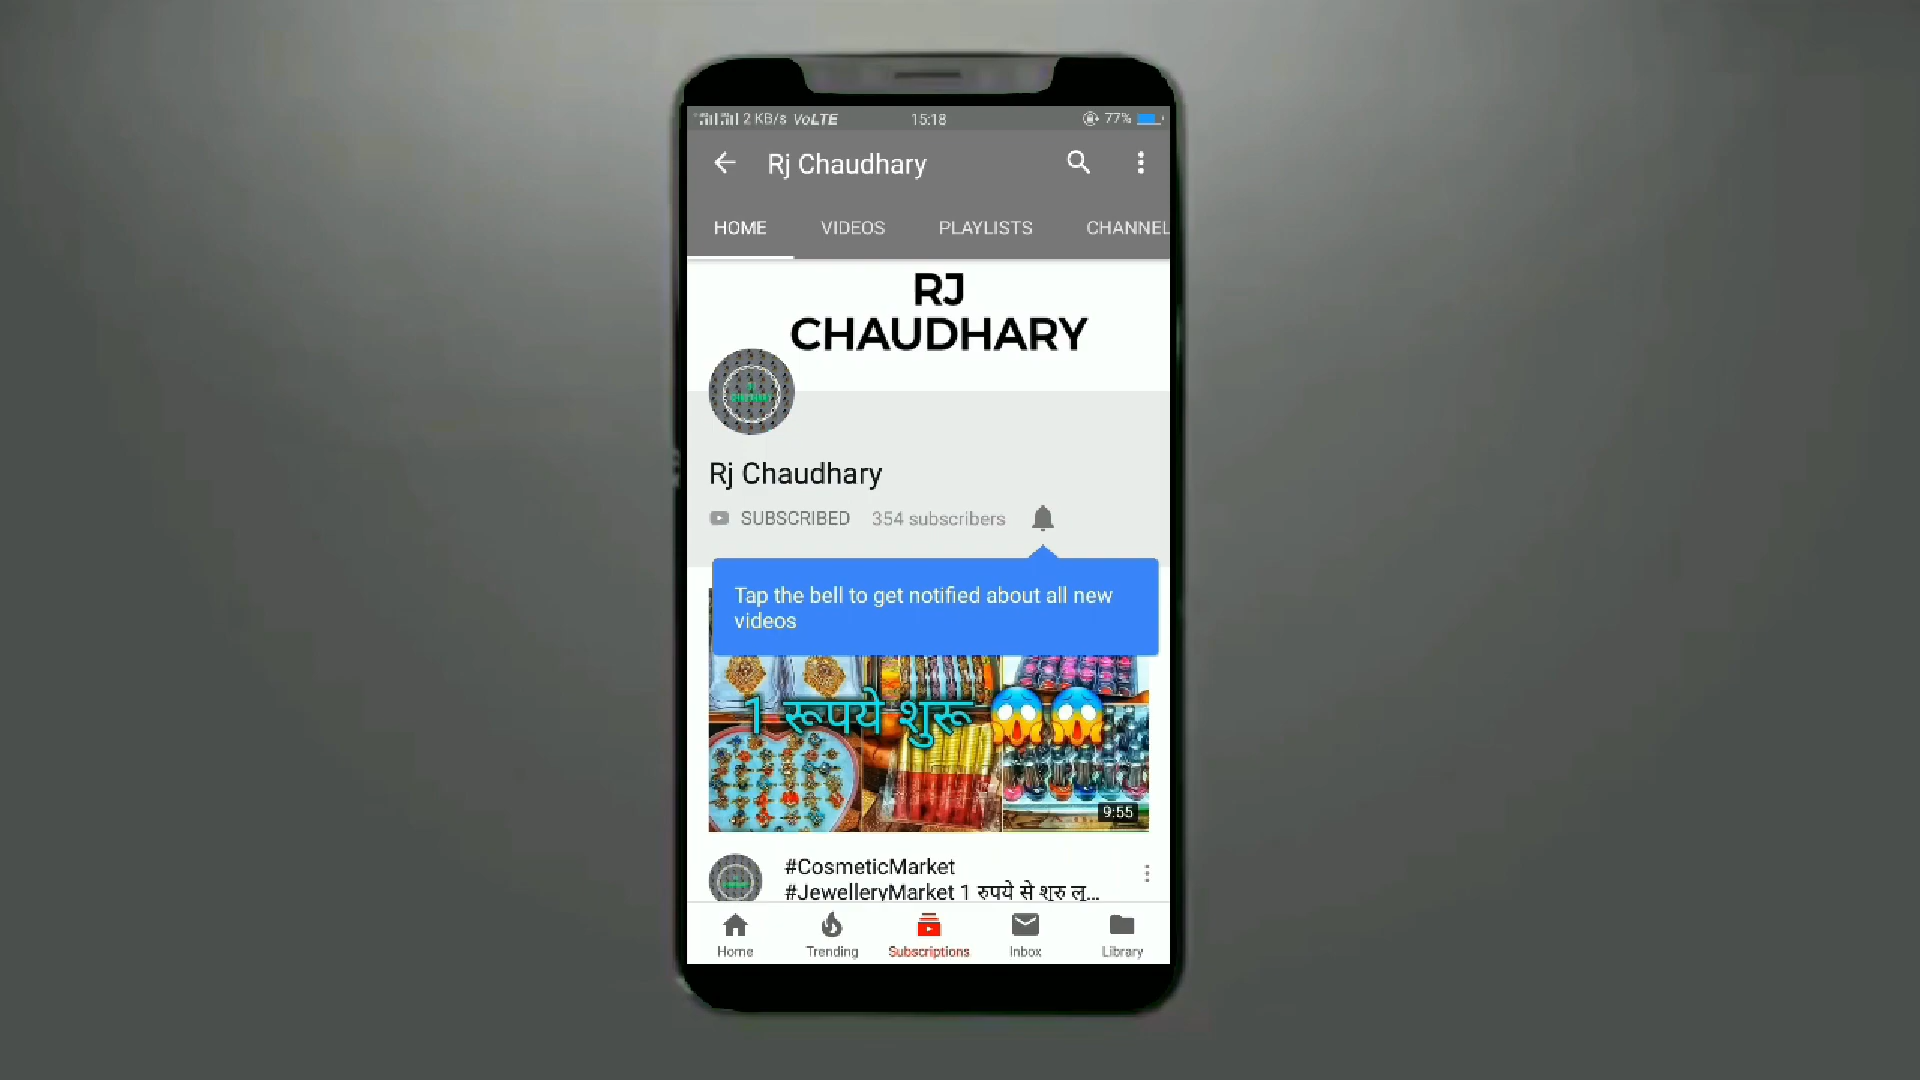 2 KB/s VoLTE 15:18 77%
Rj Chaudhary
HOME VIDEOS PLAYLISTS CHANNEL
RJ
CHAUDHARY
Rj Chaudhary
SUBSCRIBED 354 subscribers
Tap the bell to get notified about all new
videos
1 रूपये शुरू
9:55
#CosmeticMarket
#JewelleryMarket 1 रुपये से शुरु लू...
Home Trending Subscriptions Inbox Library